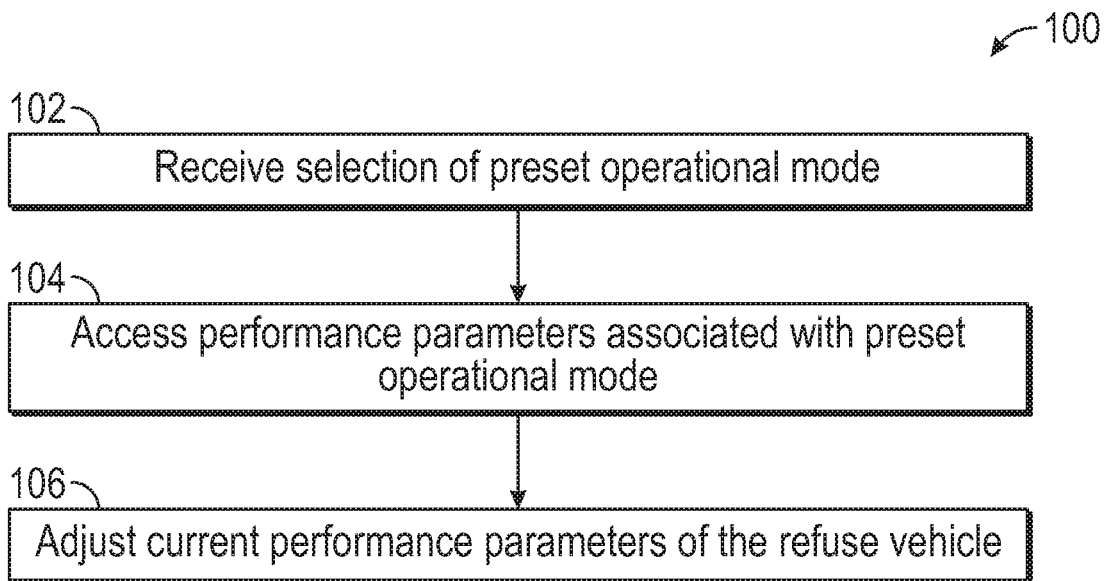 100
102
Receive selection of preset operational mode
104
Access performance parameters associated with preset
operational mode
106
Adjust current performance parameters of the refuse vehicle